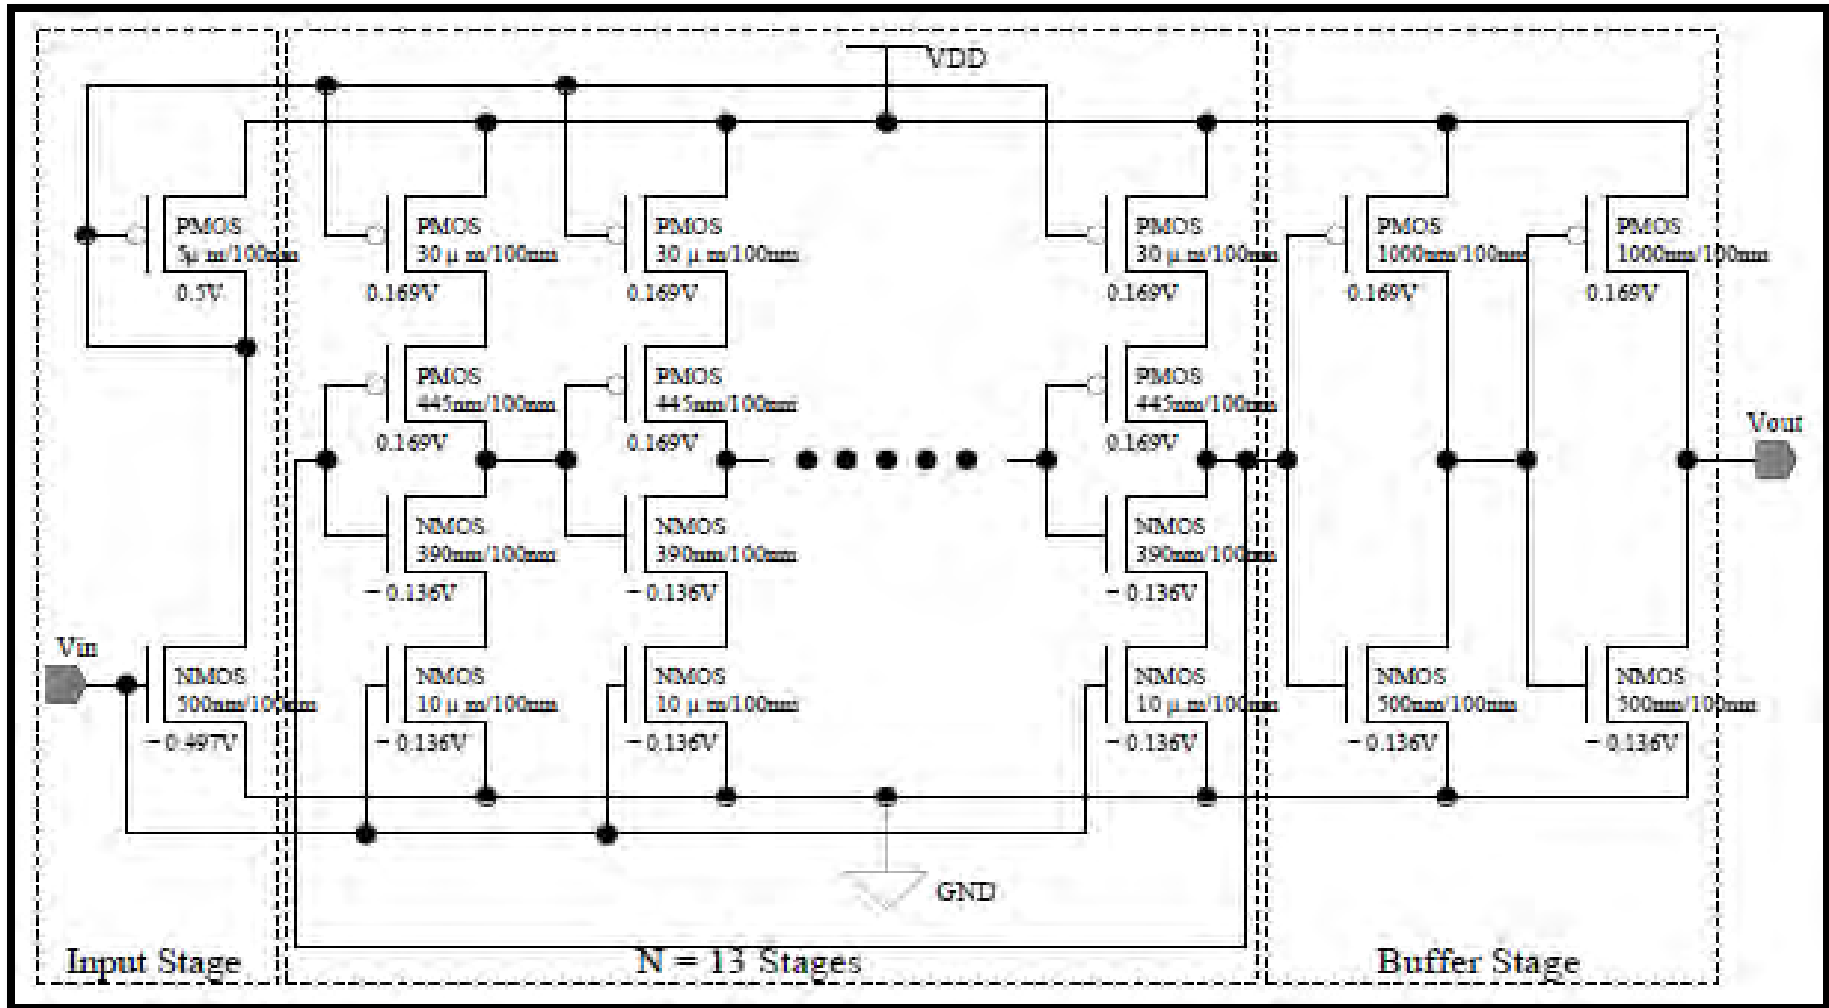 VDD
PMOS
5μ m/100nm
0.5V
PMOS
30 μ m/100nm
0.169V
PMOS
30 μ m/100nm
0.169V
PMOS
30 μ m/100nm
0.169V
PMOS
1000nm/100nm
0.169V
PMOS
1000nm/100nm
0.169V
PMOS
445nm/100nm
0.169V
PMOS
445nm/100nm
0.169V
PMOS
445nm/100nm
0.169V
Vout
NMOS
390nm/100nm
－0.136V
NMOS
390nm/100nm
－0.136V
NMOS
390nm/100nm
－0.136V
Vin
NMOS
500nm/100nm
－0.497V
NMOS
10 μ m/100nm
－0.136V
NMOS
10 μ m/100nm
－0.136V
NMOS
10 μ m/100nm
－0.136V
NMOS
500nm/100nm
－0.136V
NMOS
500nm/100nm
－0.136V
GND
Input Stage
N = 13 Stages
Buffer Stage